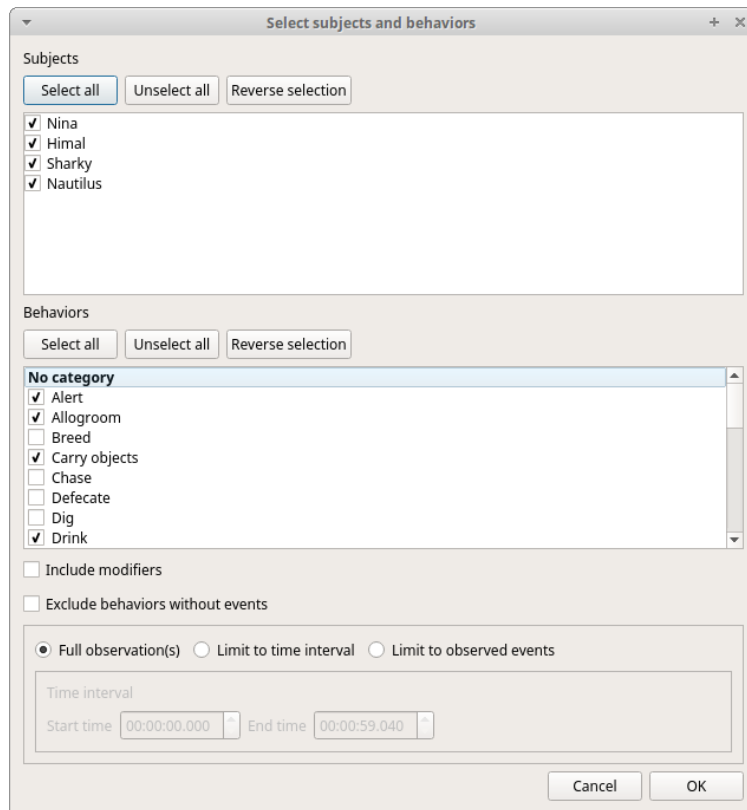 Select subjects and behaviors
Subjects
Select all Unselect all Reverse selection
Nina
Himal
Sharky
Nautilus
Behaviors
Select all Unselect all Reverse selection
No category
Alert
Allogroom
Breed
Carry objects
Chase
Defecate
Dig
Drink
Include modifiers
Exclude behaviors without events
Full observation(s) Limit to time interval Limit to observed events
Time interval
Start time 00:00:00.000 End time 00:00:59.040
Cancel OK